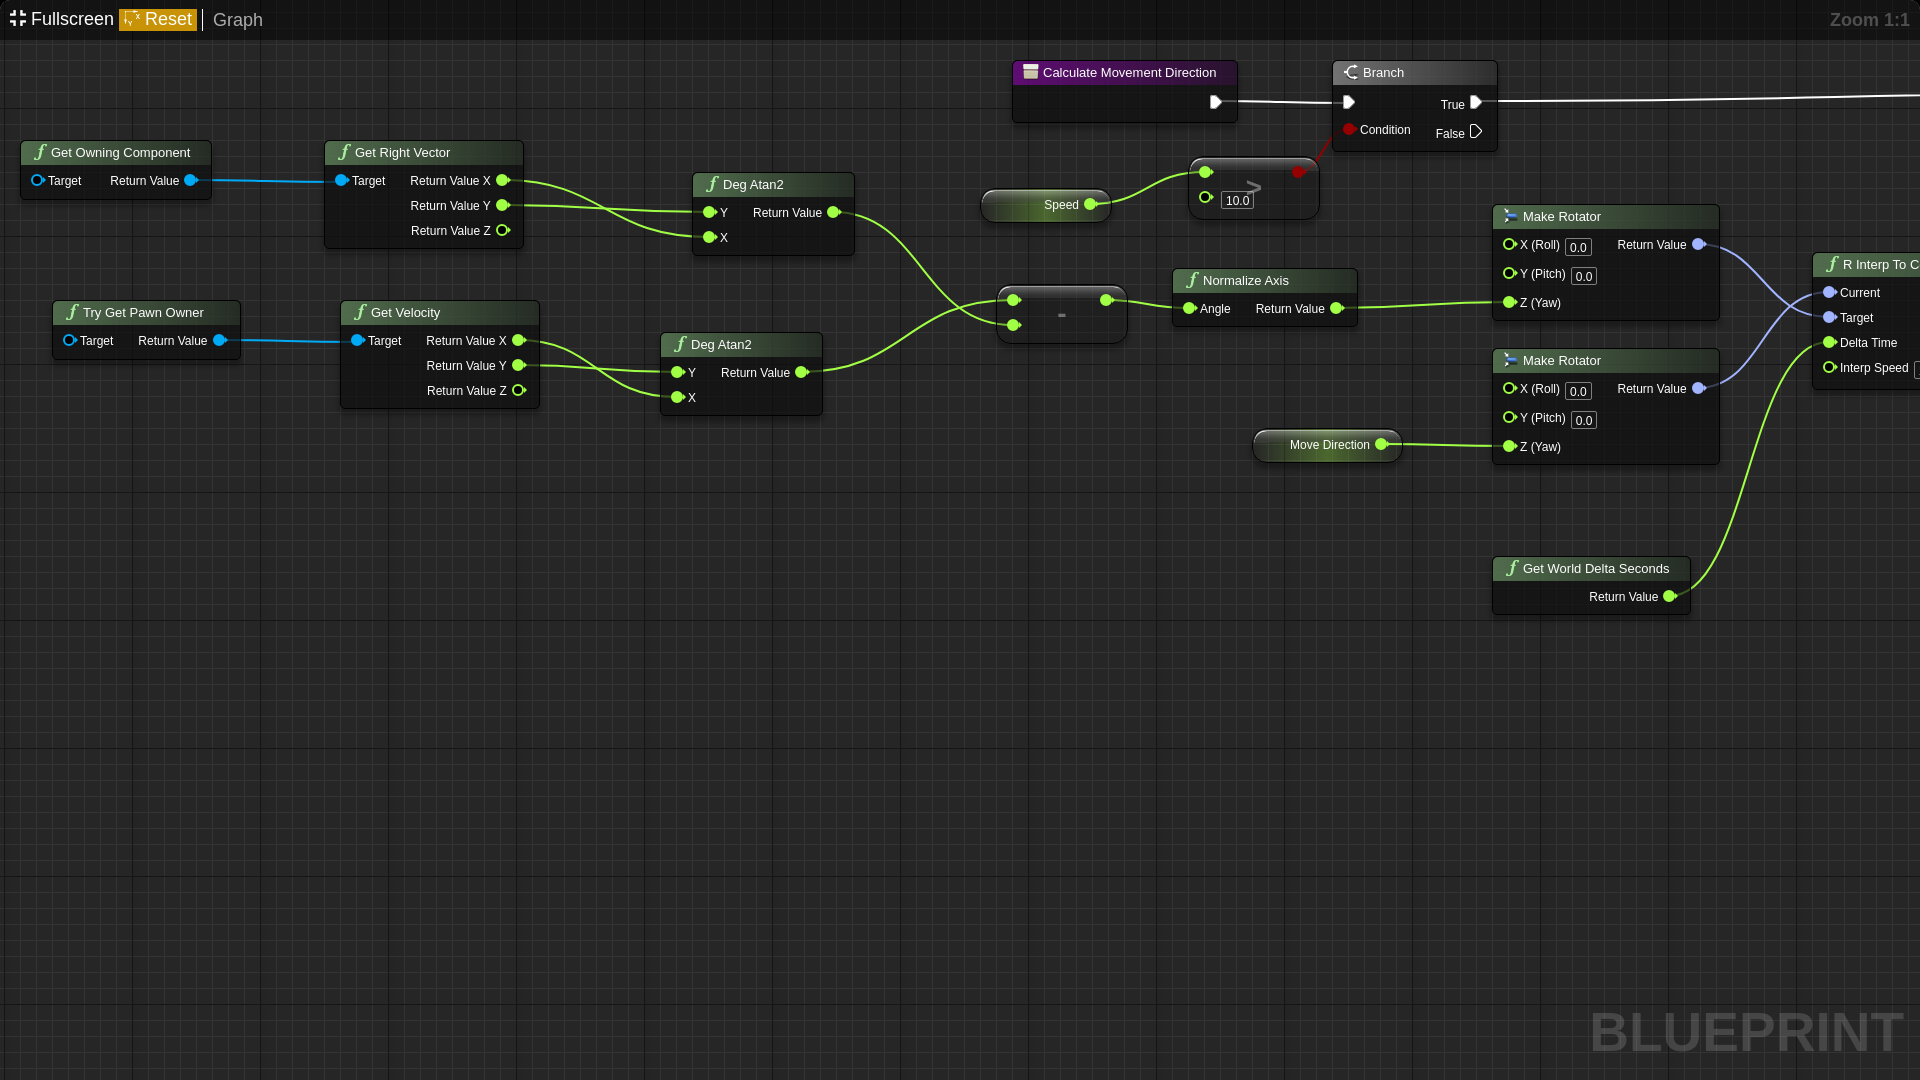 Fullscreen Reset Graph Zoom 1:1
Calculate Movement Direction
Branch
True
Condition False
Get Owning Component
Target Return Value
Get Right Vector
Target Return Value X
Return Value Y
Return Value Z
Deg Atan2
Y Return Value
X
Speed
>
10.0
Make Rotator
X (Roll) 0.0 Return Value
Y (Pitch) 0.0
Z (Yaw)
R Interp To C
Current
Target
Delta Time
Interp Speed
Try Get Pawn Owner
Target Return Value
Get Velocity
Target Return Value X
Return Value Y
Return Value Z
Deg Atan2
Y Return Value
X
-
Normalize Axis
Angle Return Value
Make Rotator
X (Roll) 0.0 Return Value
Y (Pitch) 0.0
Z (Yaw)
Move Direction
Get World Delta Seconds
Return Value
BLUEPRINT